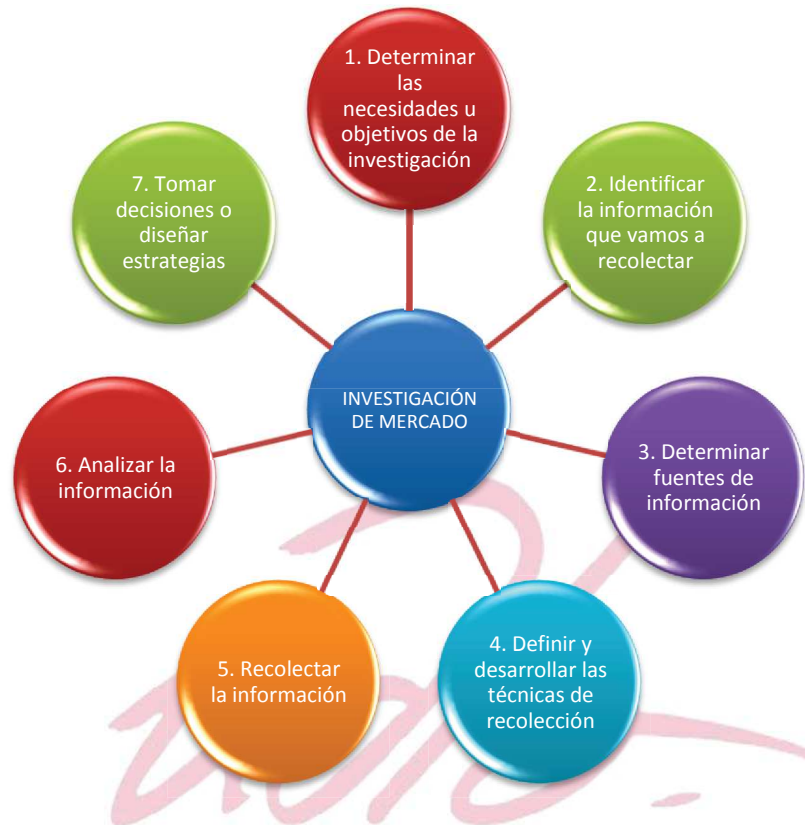 1. Determinar
las
necesidades u
objetivos de la
investigación
2. Identificar
la información
que vamos a
recolectar
3. Determinar
fuentes de
información
4. Definir y
desarrollar las
técnicas de
recolección
5. Recolectar
la información
6. Analizar la
información
7. Tomar
decisiones o
diseñar
estrategias
INVESTIGACIÓN
DE MERCADO